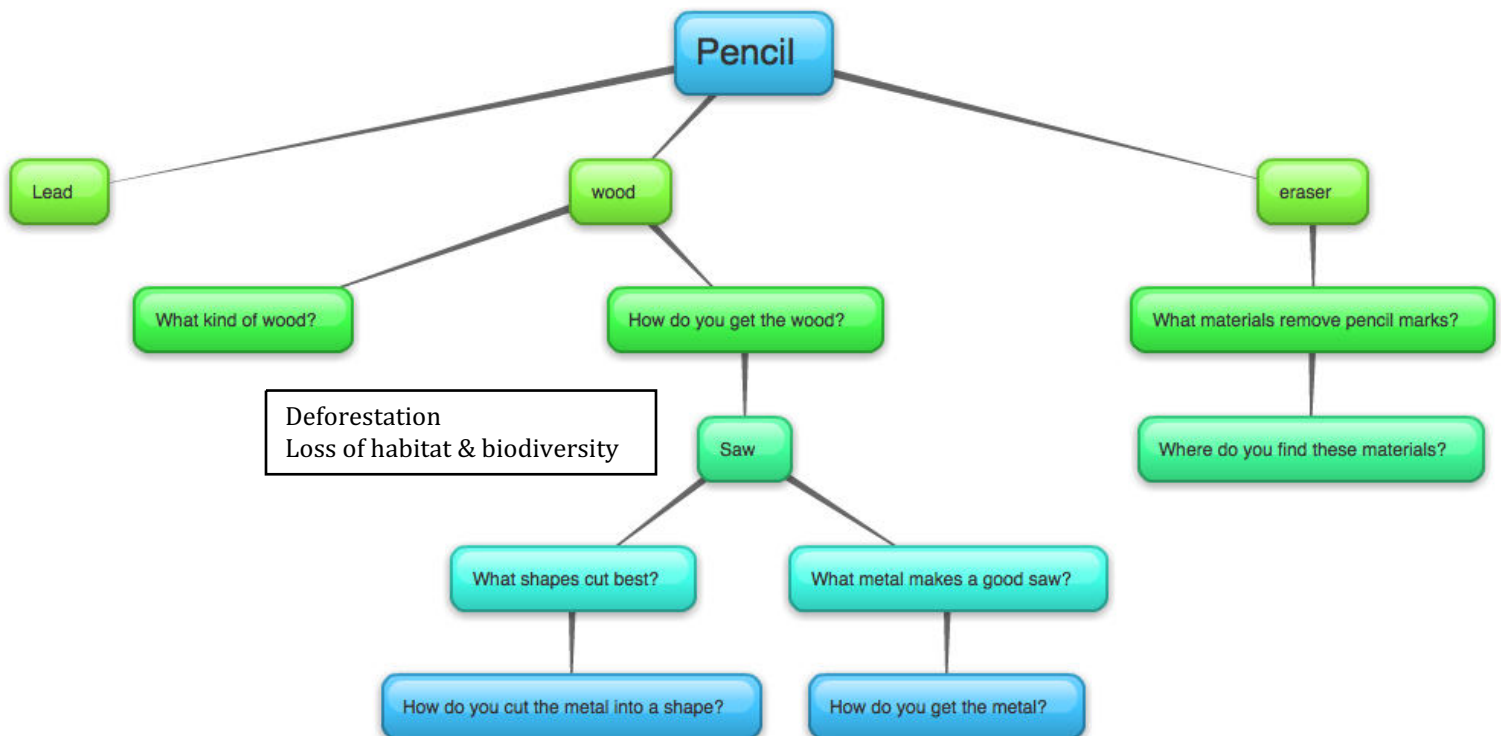 Pencil
Lead
wood
eraser
What kind of wood?
How do you get the wood?
What materials remove pencil marks?
Deforestation
Loss of habitat & biodiversity
Saw
Where do you find these materials?
What shapes cut best?
What metal makes a good saw?
How do you cut the metal into a shape?
How do you get the metal?